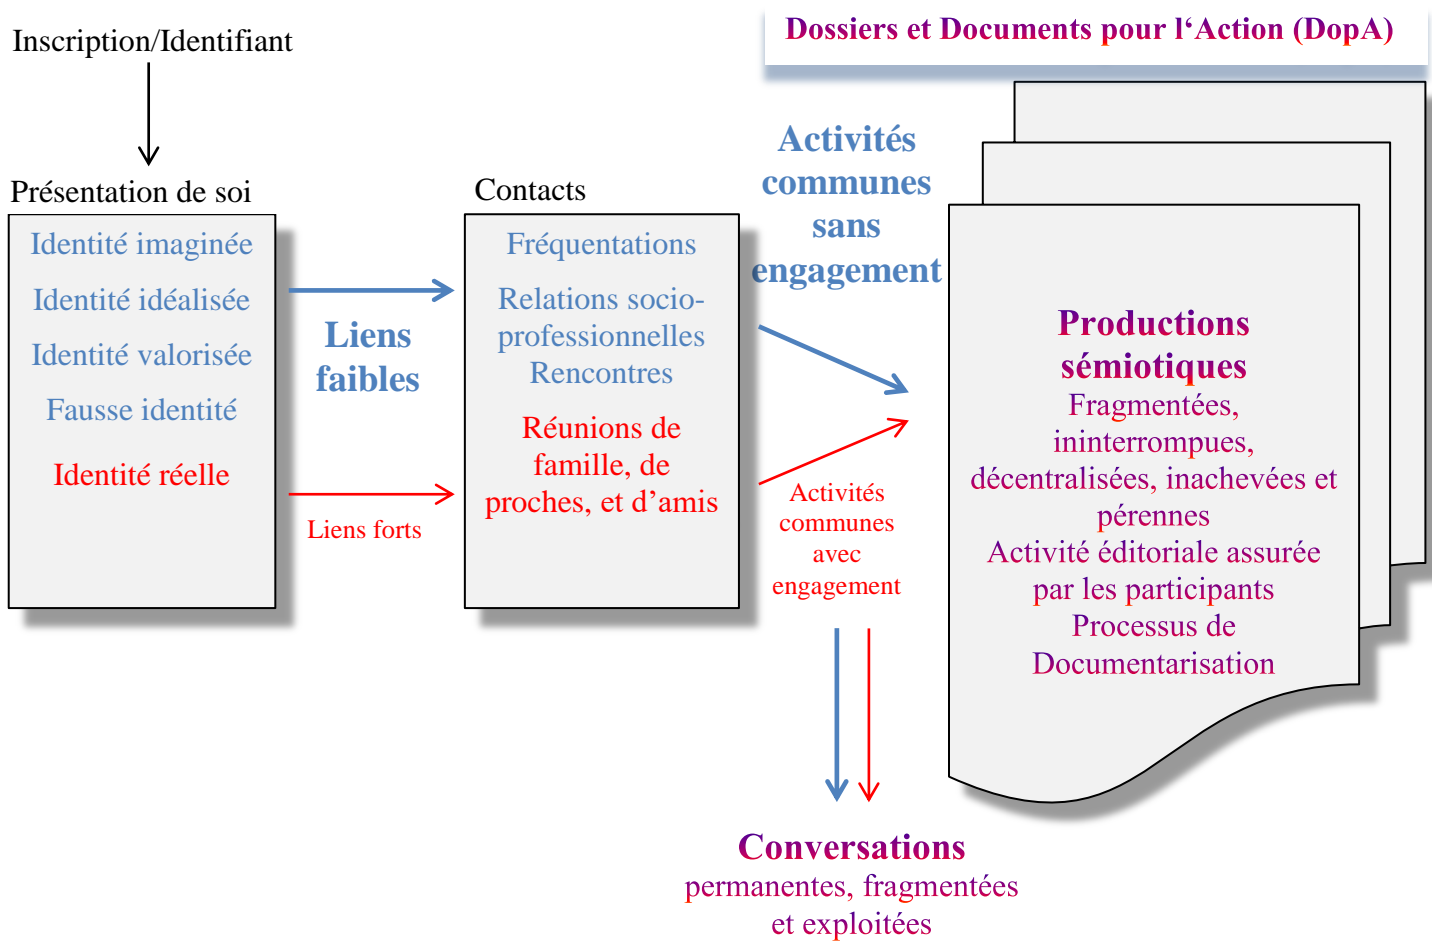 Inscription/Identifiant
Dossiers et Documents pour l‘Action (DopA)
Présentation de soi
Identité imaginée
Identité idéalisée
Identité valorisée
Fausse identité
Identité réelle
Liens
faibles
Liens forts
Contacts
Fréquentations
Relations socio-
professionnelles
Rencontres
Réunions de
famille, de
proches, et d’amis
Activités
communes
sans
engagement
Activités
communes
avec
engagement
Productions
sémiotiques
Fragmentées,
ininterrompues,
décentralisées, inachevées et
pérennes
Activité éditoriale assurée
par les participants
Processus de
Documentarisation
Conversations
permanentes, fragmentées
et exploitées